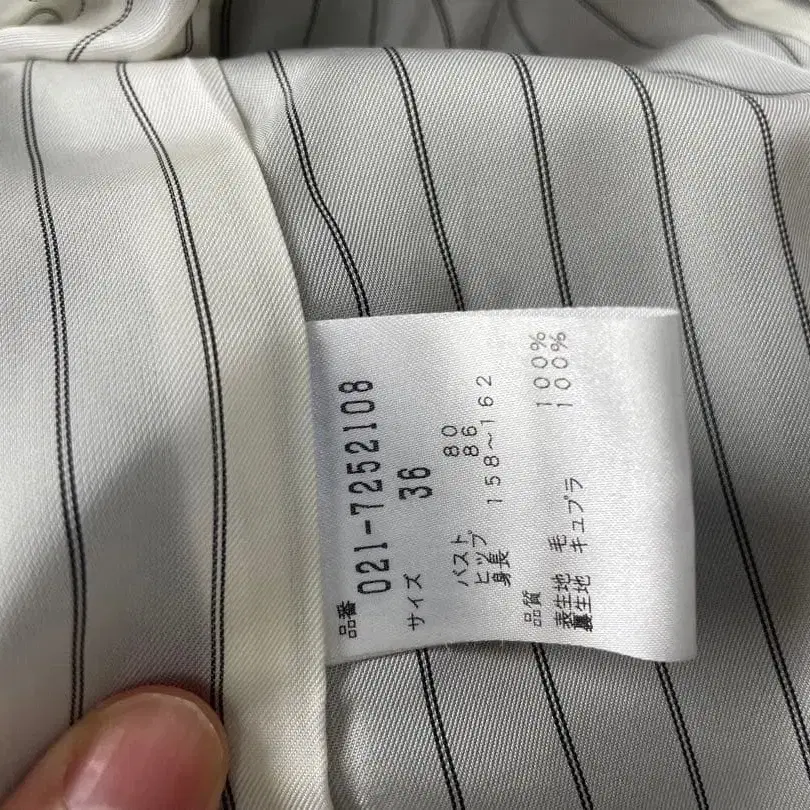 品番
021-7252108
サイズ 36
バスト 80
ヒップ 86
身長 158～162
品質
表生地 毛 100%
裏生地 キュプラ 100%